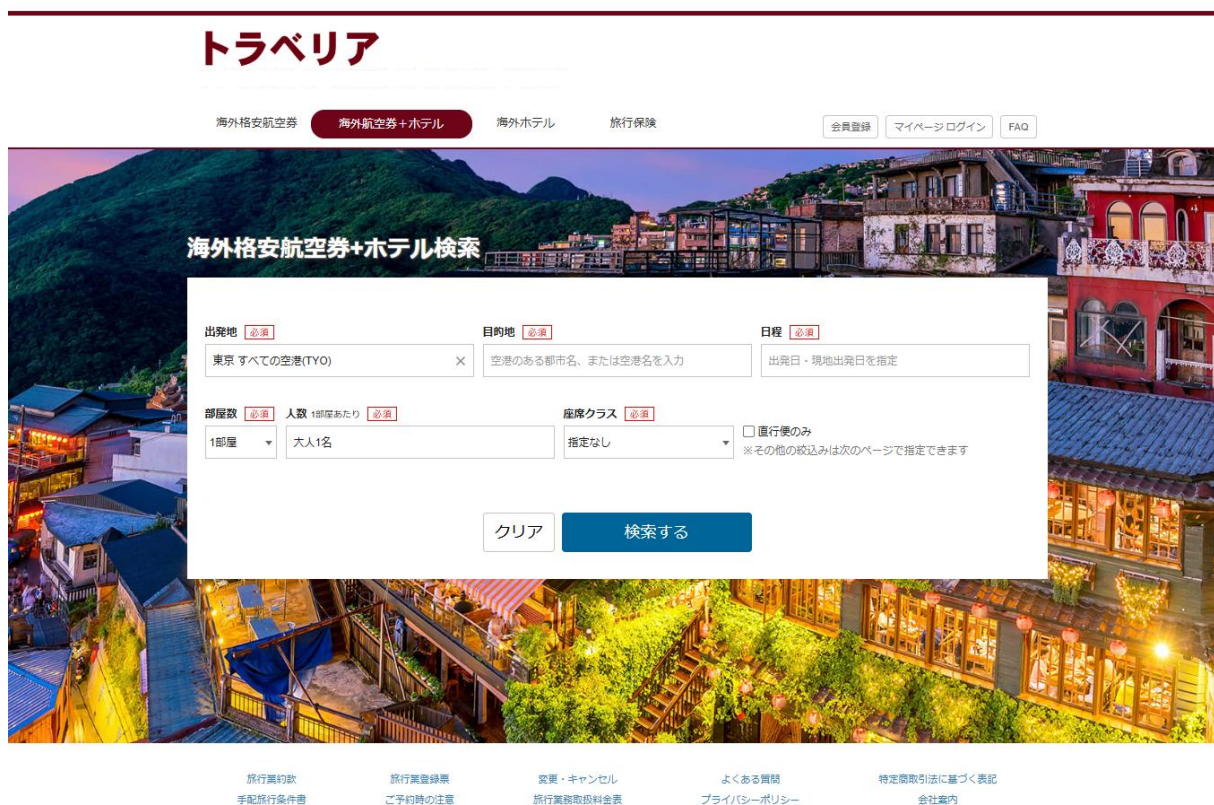 トラベリア
海外格安航空券 海外航空券+ホテル 海外ホテル 旅行保険 会員登録 マイページ ログイン FAQ
海外格安航空券+ホテル検索
出発地 必須 目的地 必須 日程 必須
東京 すべての空港(TYO) × 空港のある都市名、または空港名を入力 出発日・現地出発日を指定
部屋数 必須 人数 1部屋あたり 必須 座席クラス 必須
1部屋 大人1名 指定なし 直行便のみ
※その他の絞込みは次のページで指定できます
クリア 検索する
旅行業約款 旅行業登録票 変更・キャンセル よくある質問 特定商取引法に基づく表記
手配旅行条件書 ご予約時の注意 旅行業務取扱料金表 プライバシーポリシー 会社案内